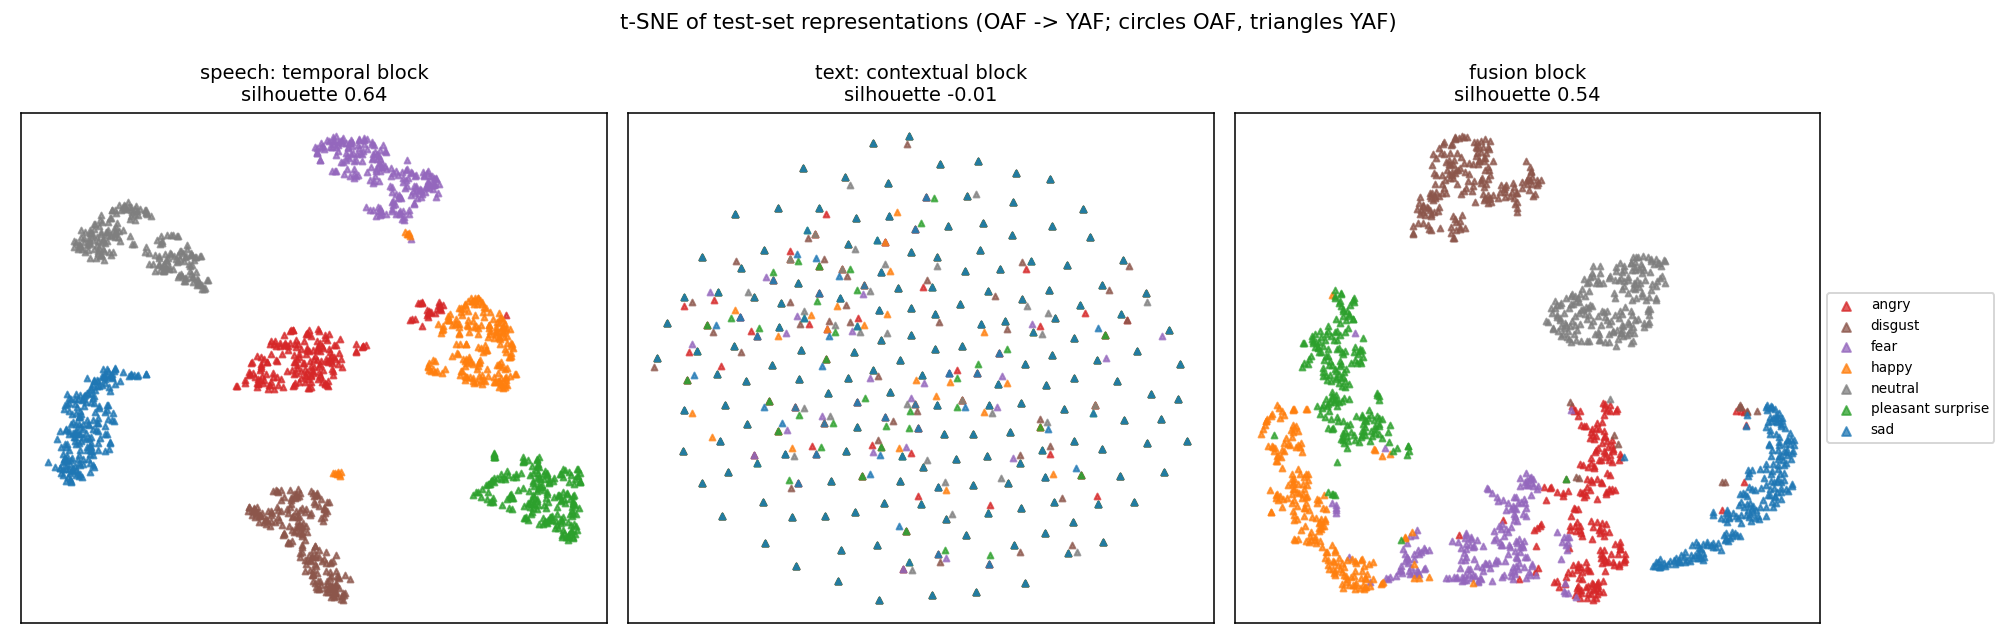 t-SNE of test-set representations (OAF -> YAF; circles OAF, triangles YAF)
speech: temporal block
silhouette 0.64
text: contextual block
silhouette -0.01
fusion block
silhouette 0.54
angry
disgust
fear
happy
neutral
pleasant surprise
sad